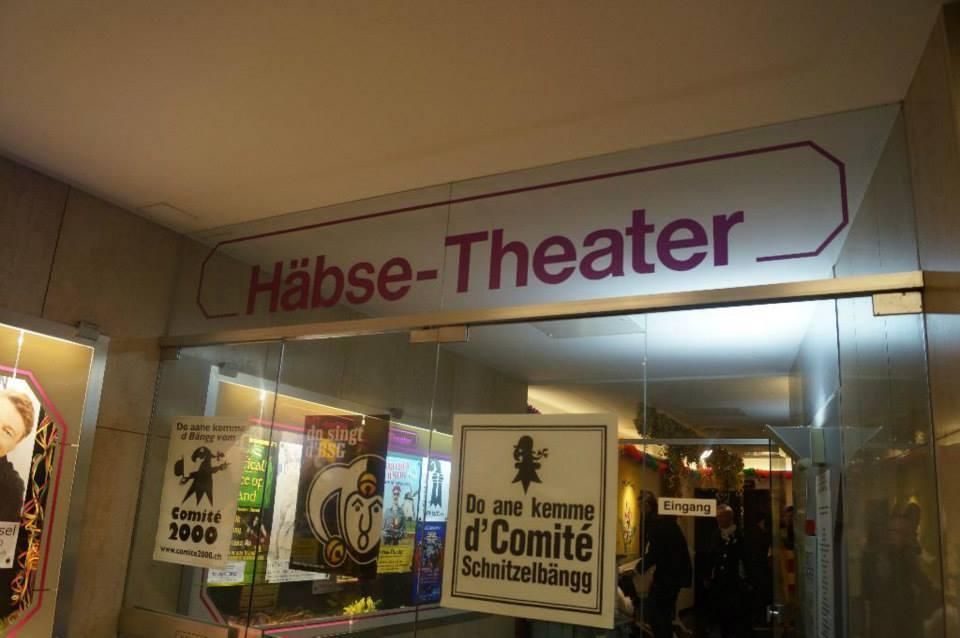 Häbse-Theater
Do aane kemme
d Bängg vom
Comité
2000
www.comite2000.ch
do singt
d'BSG
Do ane kemme
d'Comité
Schnitzelbängg
Eingang